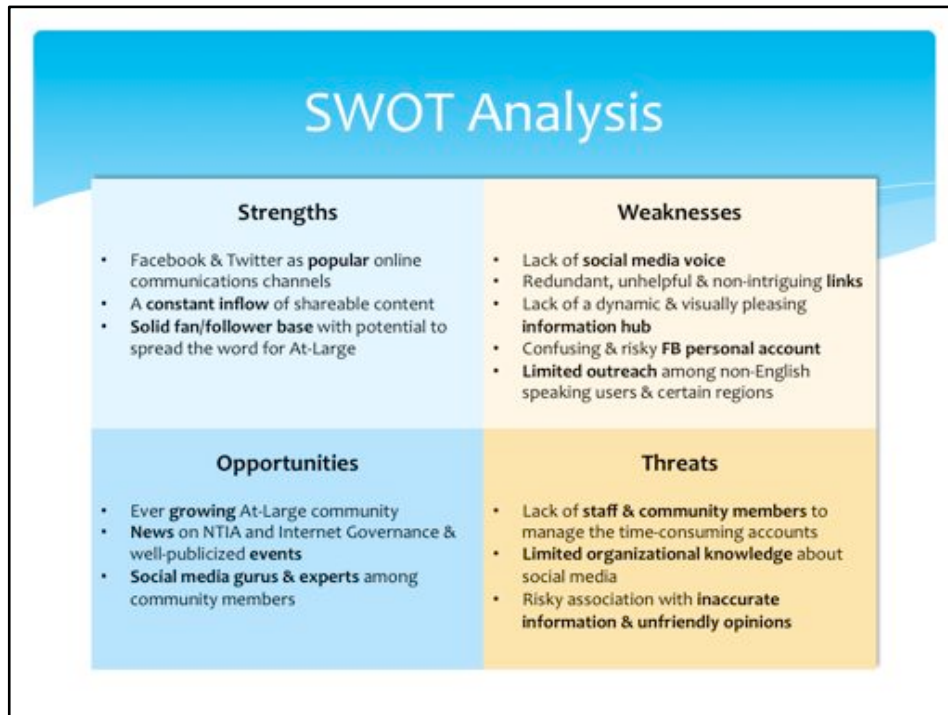 SWOT Analysis
Strengths
• Facebook & Twitter as popular online
communications channels
• A constant inflow of shareable content
• Solid fan/follower base with potential to
spread the word for At-Large
Weaknesses
• Lack of social media voice
• Redundant, unhelpful & non-intriguing links
• Lack of a dynamic & visually pleasing
information hub
• Confusing & risky FB personal account
• Limited outreach among non-English
speaking users & certain regions
Opportunities
• Ever growing At-Large community
• News on NTIA and Internet Governance &
well-publicized events
• Social media gurus & experts among
community members
Threats
• Lack of staff & community members to
manage the time-consuming accounts
• Limited organizational knowledge about
social media
• Risky association with inaccurate
information & unfriendly opinions